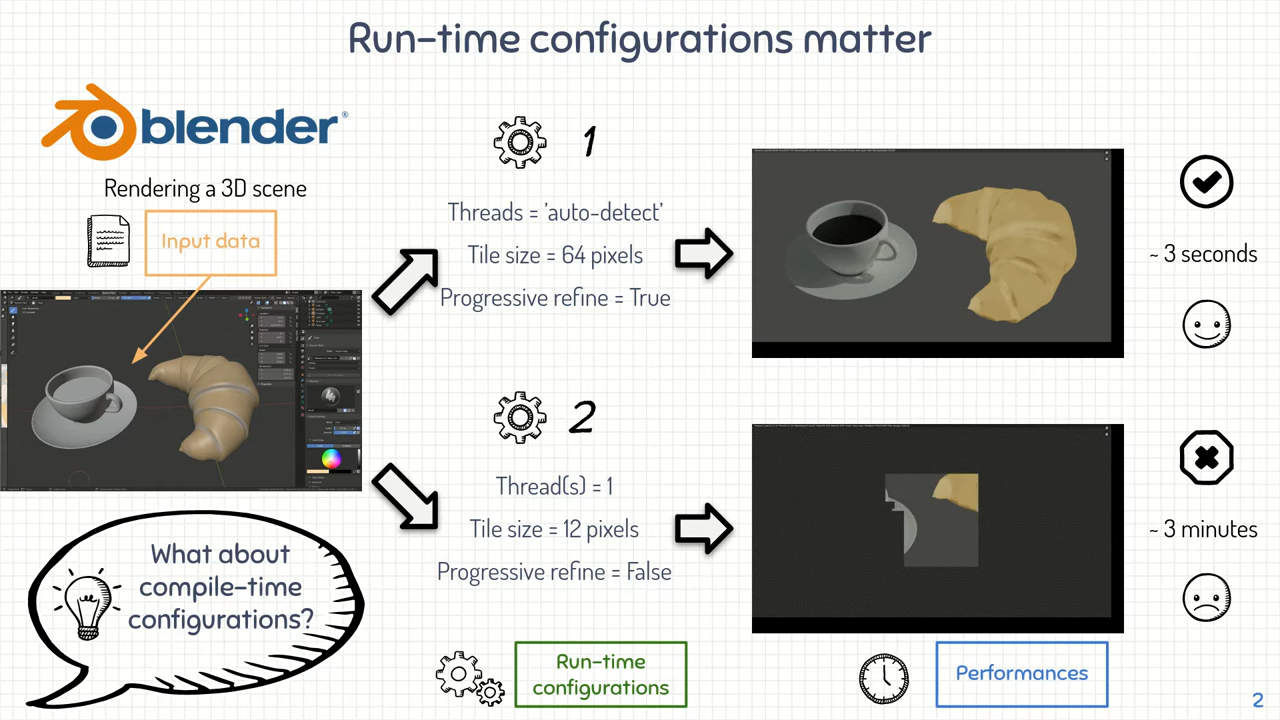 Run-time configurations matter
blender®
Rendering a 3D scene
Input data
1
Threads = 'auto-detect'
Tile size = 64 pixels
Progressive refine = True
~ 3 seconds
2
Thread(s) = 1
Tile size = 12 pixels
Progressive refine = False
~ 3 minutes
What about
compile-time
configurations?
Run-time
configurations
Performances
2